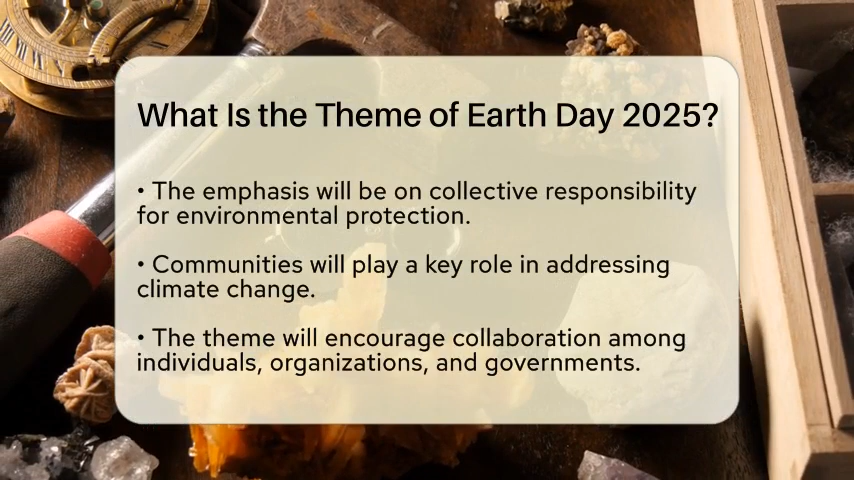 What Is the Theme of Earth Day 2025?
• The emphasis will be on collective responsibility
for environmental protection.
• Communities will play a key role in addressing
climate change.
• The theme will encourage collaboration among
individuals, organizations, and governments.